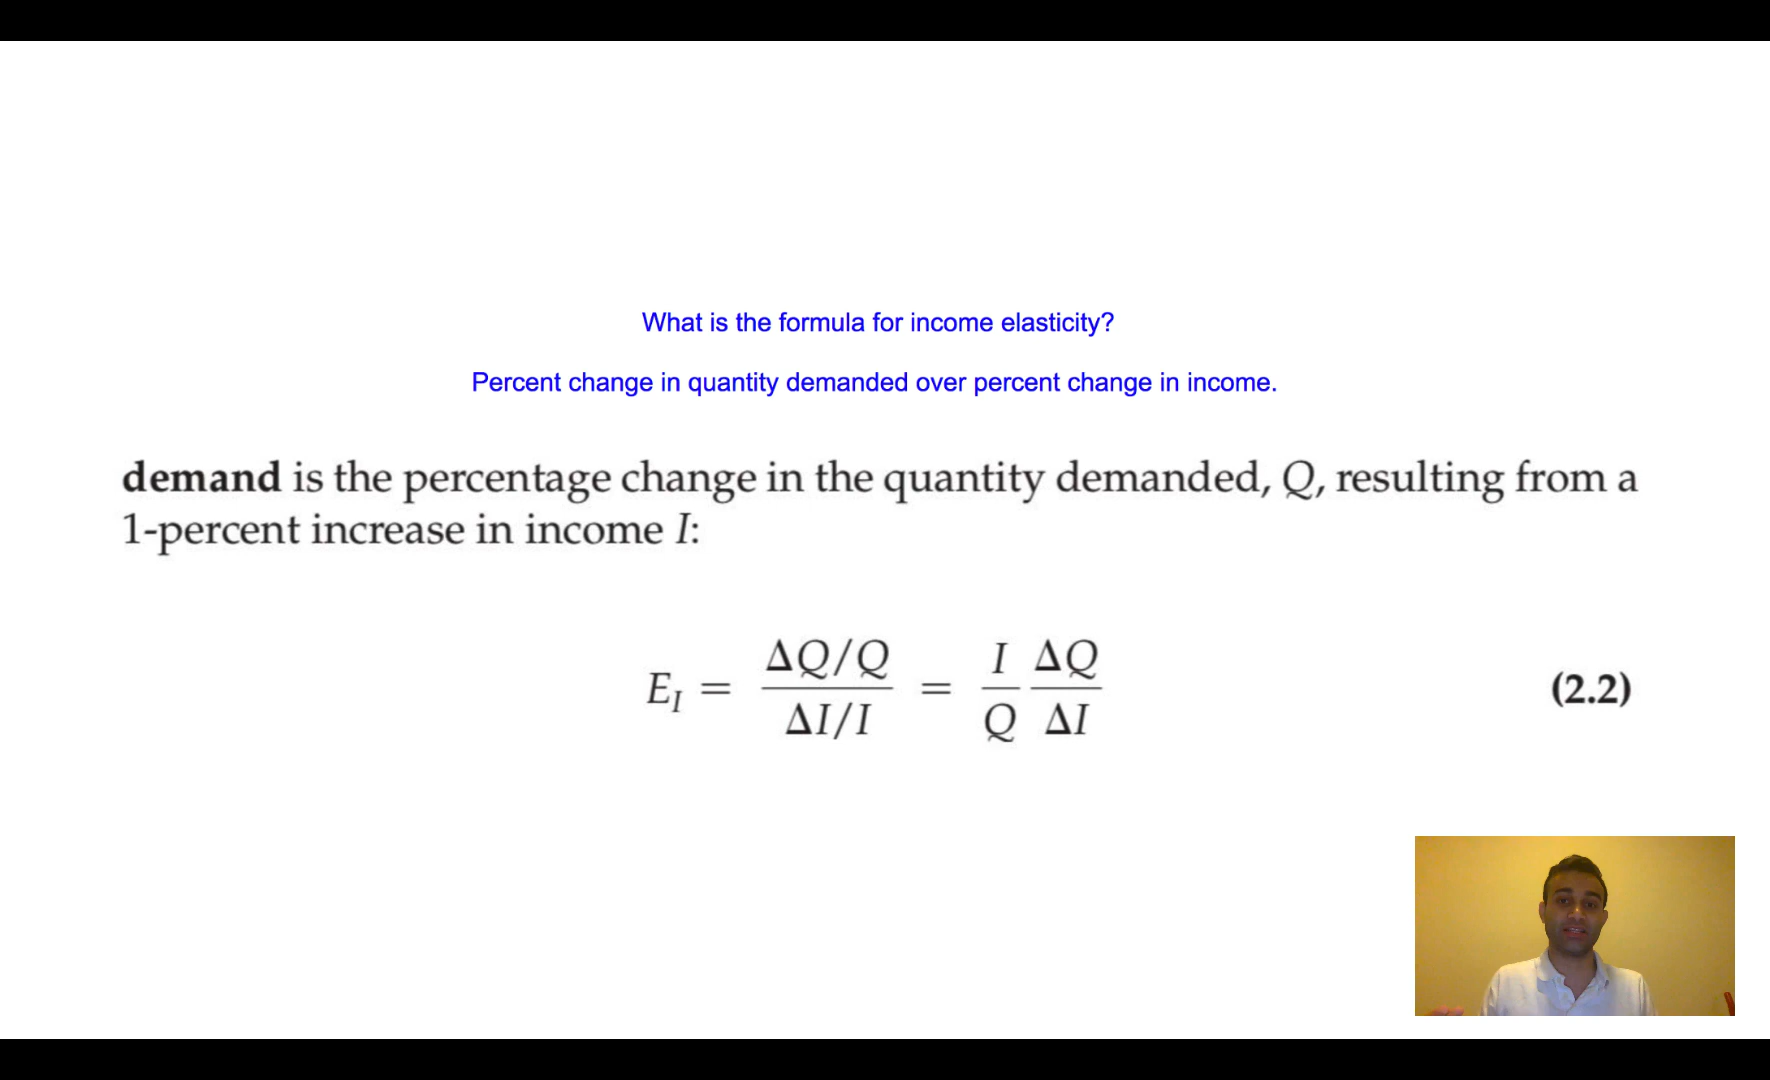 What is the formula for income elasticity?
Percent change in quantity demanded over percent change in income.
demand is the percentage change in the quantity demanded, Q, resulting from a
1-percent increase in income I:
E_I = (ΔQ/Q)/(ΔI/I) = (I/Q)(ΔQ/ΔI) (2.2)